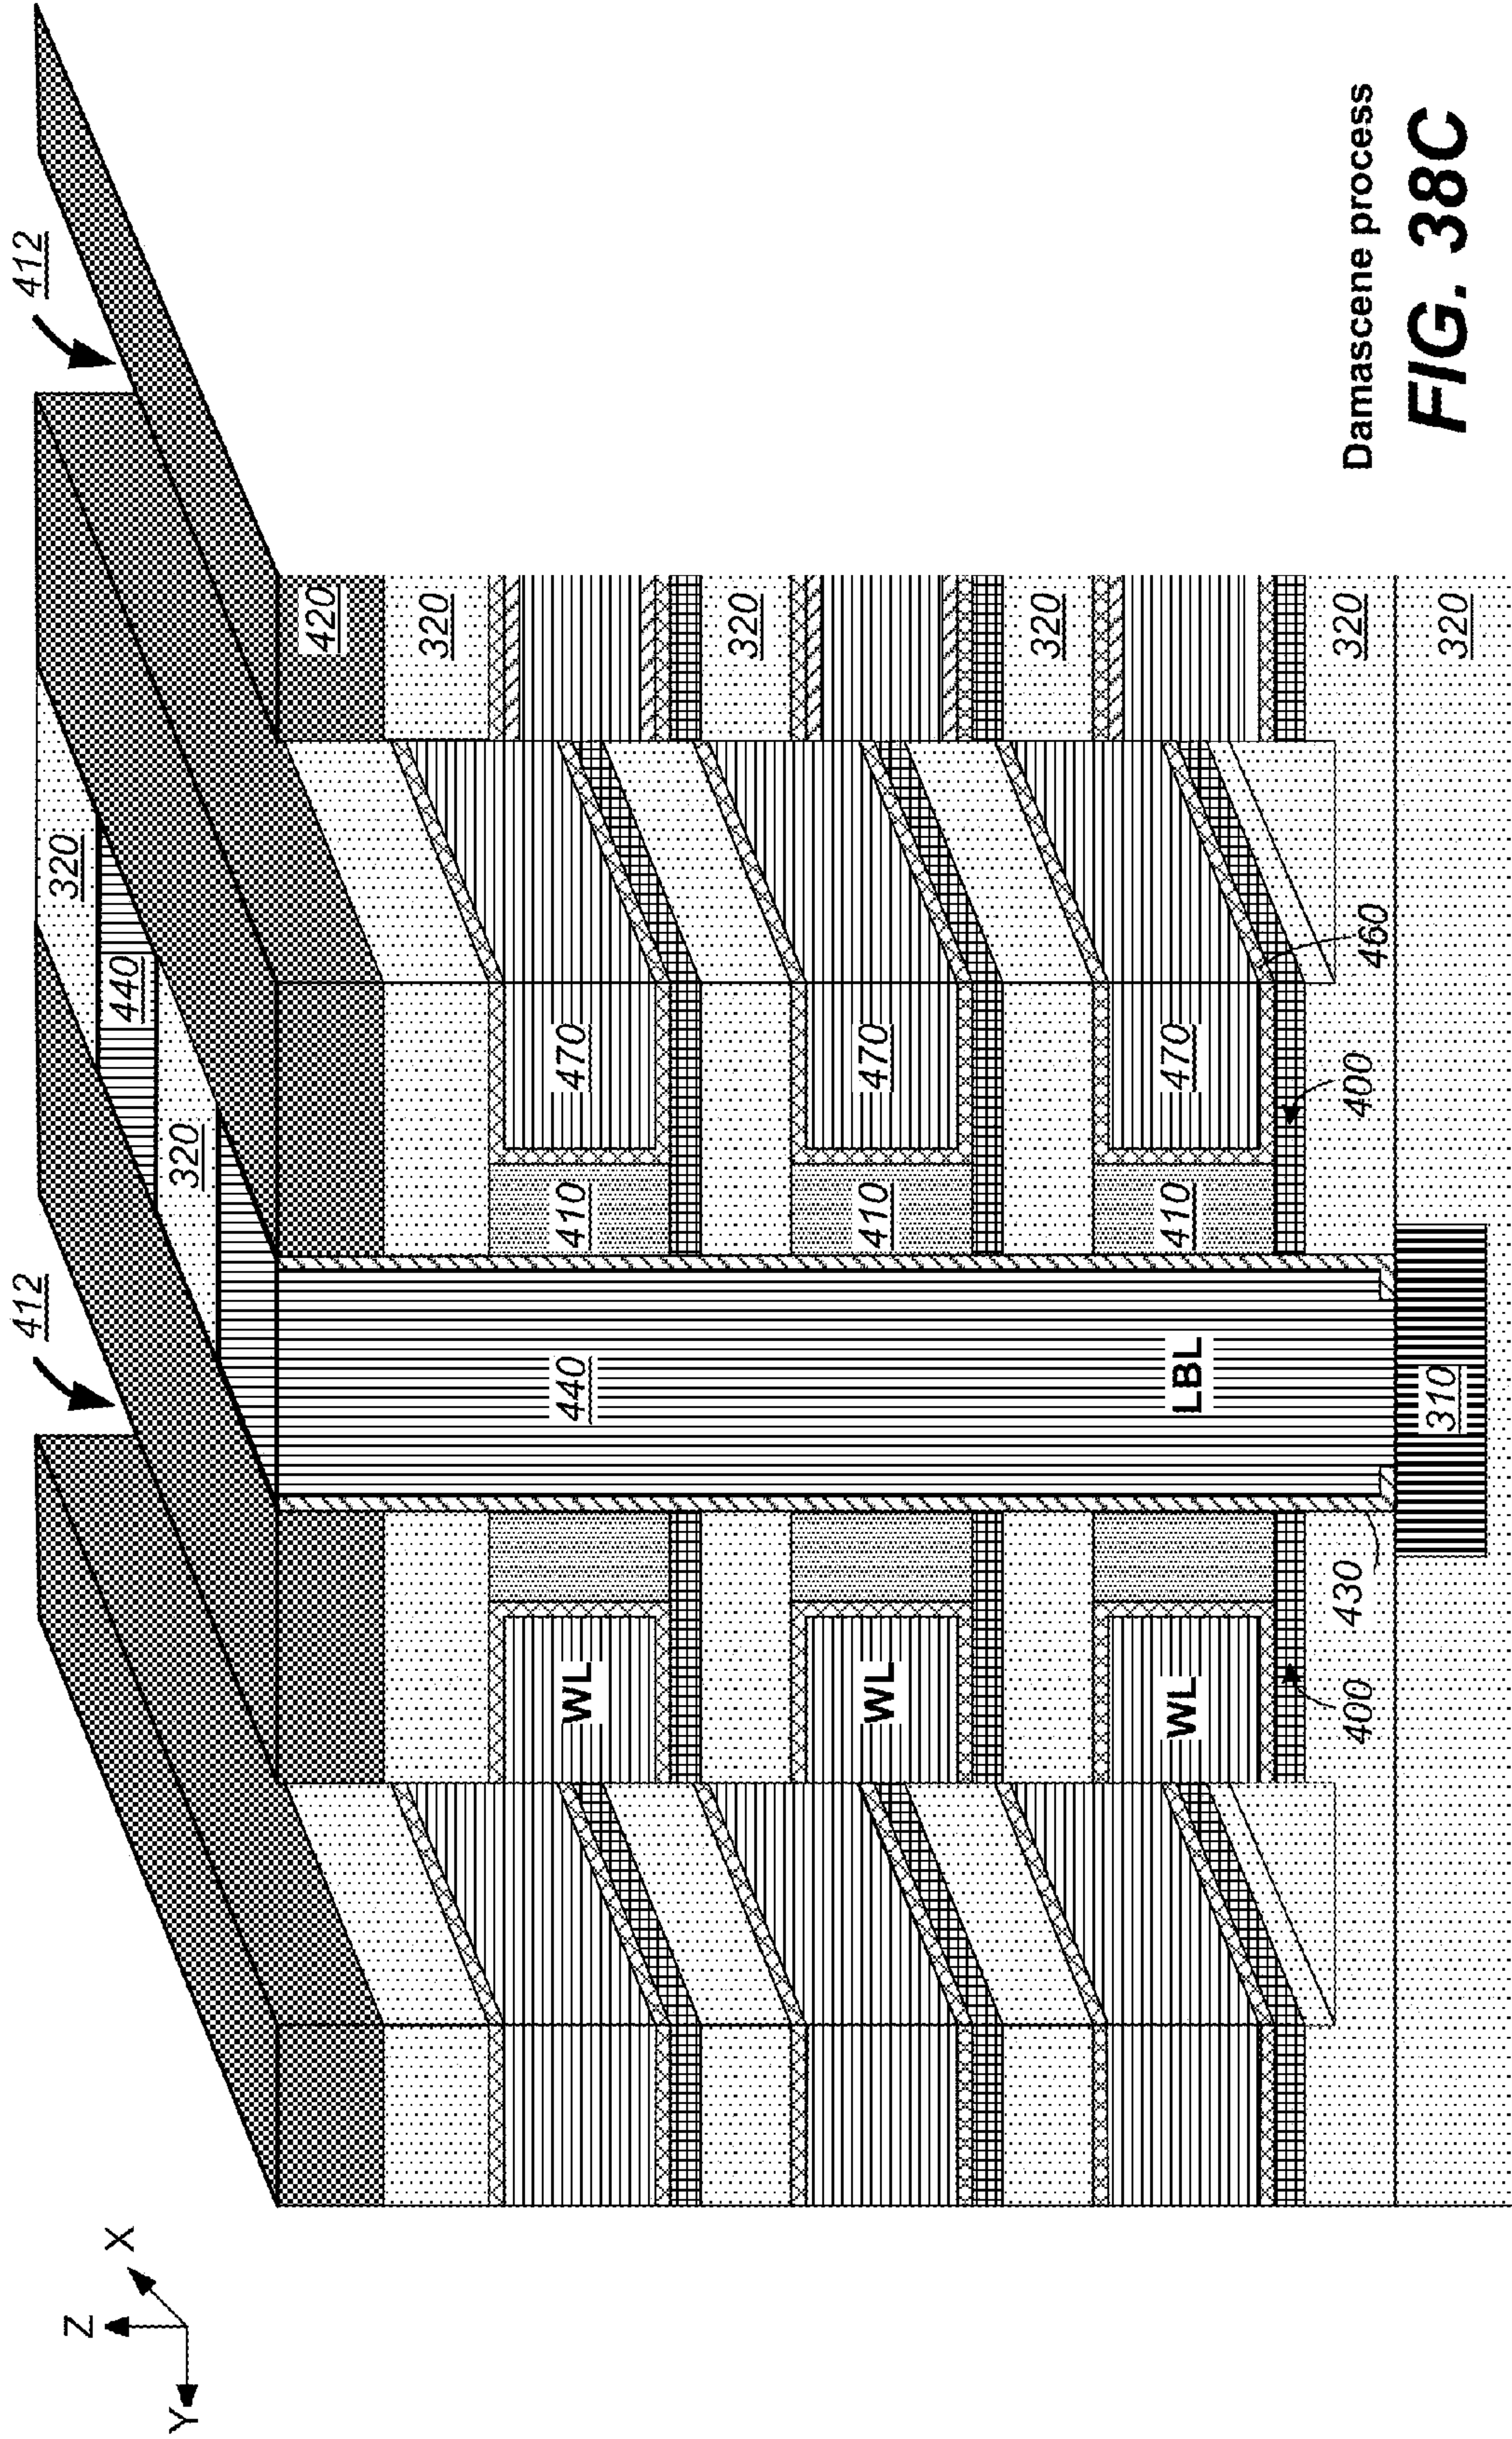 412 412
Z 320
X 440
Y 320
420
320
WL 440 410 470
320
WL 410 470
320
WL LBL 410 470
400 430 400 460 320
310 320
Damascene process
FIG. 38C